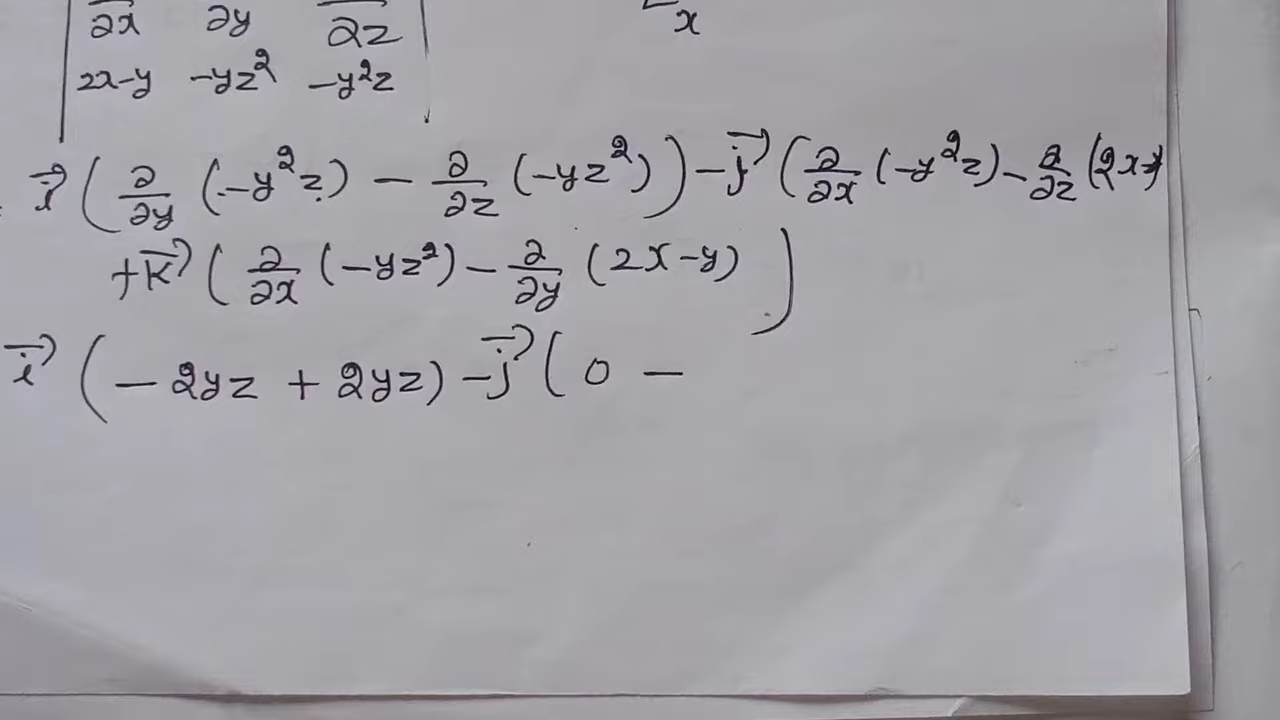 ∂x ∂y ∂z
x
2x-y -yz² -y²z
i⃗ ( ∂/∂y (-y²z) - ∂/∂z (-yz²) ) - j⃗ ( ∂/∂x (-y²z) - ∂/∂z (2x-y)
+ k⃗ ( ∂/∂x (-yz²) - ∂/∂y (2x-y) )
i⃗ ( - 2yz + 2yz) - j⃗ ( 0 -